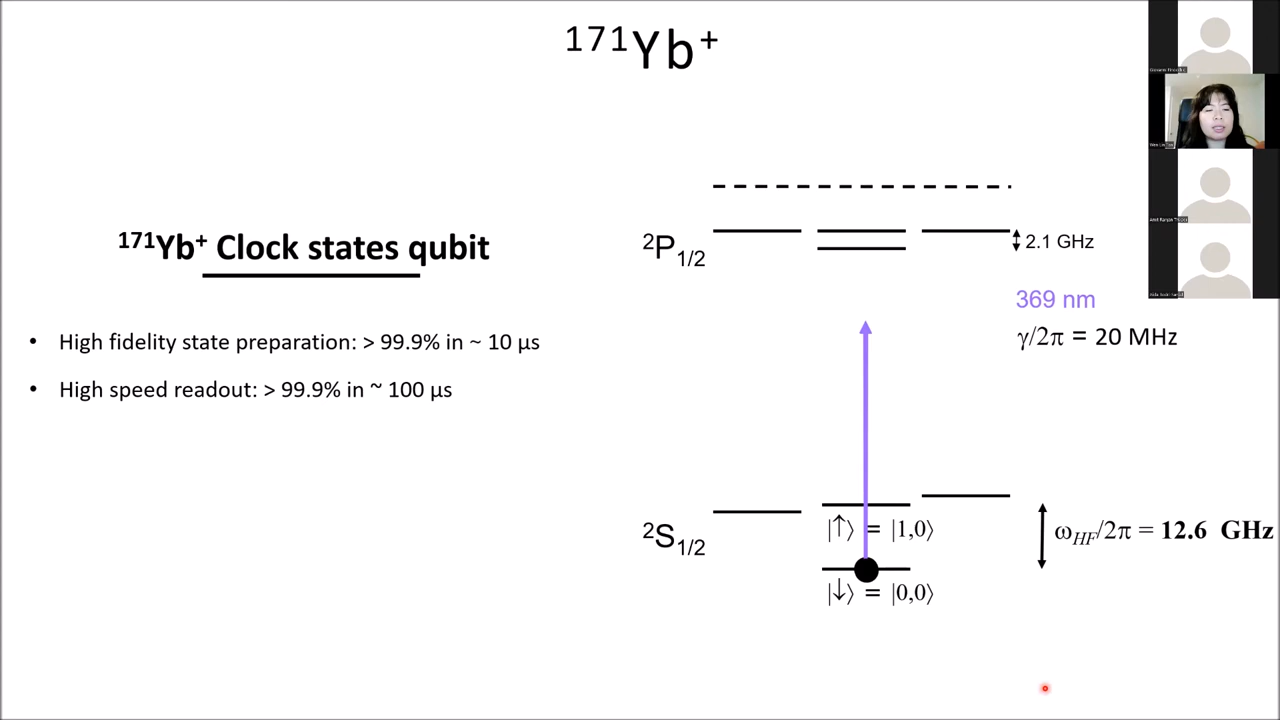 ¹⁷¹Yb⁺
¹⁷¹Yb⁺ Clock states qubit
• High fidelity state preparation: > 99.9% in ~ 10 μs
• High speed readout: > 99.9% in ~ 100 μs
²P₁/₂
2.1 GHz
369 nm
γ/2π = 20 MHz
²S₁/₂
|↑⟩ = |1,0⟩
ω_HF/2π = 12.6 GHz
|↓⟩ = |0,0⟩